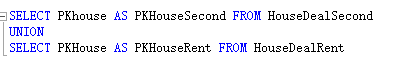 SELECT PKhouse AS PKHouseSecond FROM HouseDealSecond
UNION
SELECT PKhouse AS PKHouseRent FROM HouseDealRent